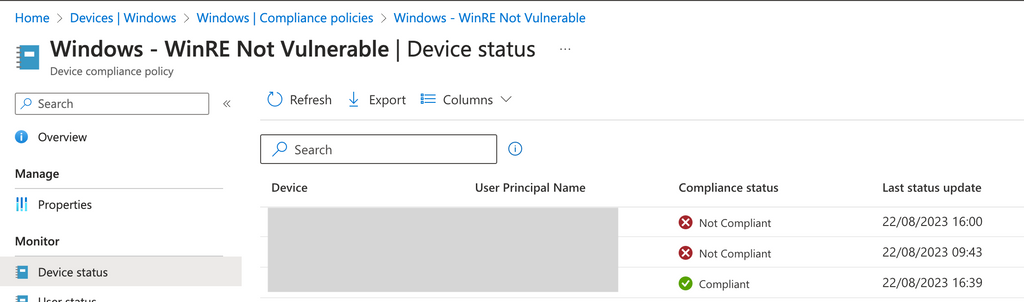 Home > Devices | Windows > Windows | Compliance policies > Windows - WinRE Not Vulnerable
Windows - WinRE Not Vulnerable | Device status ...
Device compliance policy
Search «
Refresh Export Columns
Overview
Search
Manage
Device User Principal Name Compliance status Last status update
Properties
Not Compliant 22/08/2023 16:00
Monitor
Not Compliant 22/08/2023 09:43
Device status
Compliant 22/08/2023 16:39
User status